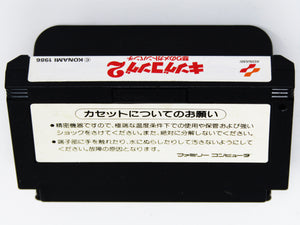 キングコング2
怒りのメガトンパンチ
KONAMI
© KONAMI 1986
カセットについてのお願い
●精密機器ですので、極端な温度条件下での使用や保管および強い
ショックをさけてください。また、絶対に分解しないでください。
●端子部に手を触れたり、水にぬらしたりして汚さないようにして
ください。故障の原因となります。
ファミリー コンピュータ